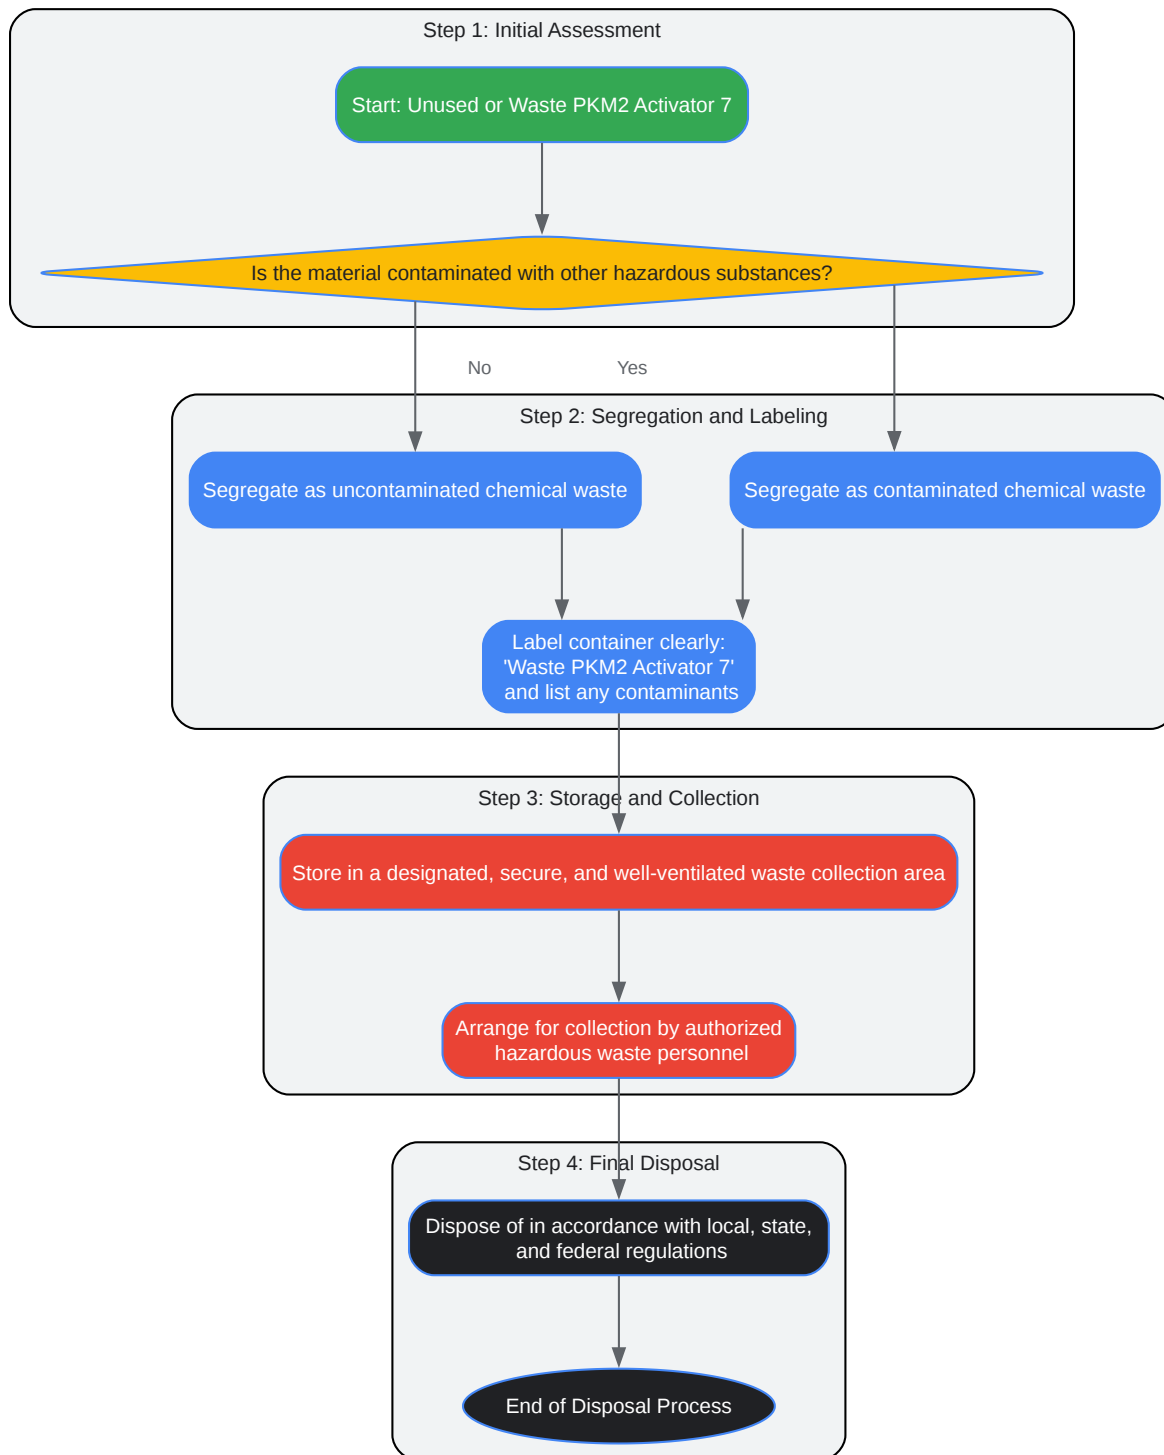 Step 1: Initial Assessment
Start: Unused or Waste PKM2 Activator 7
Is the material contaminated with other hazardous substances?
No
Yes
Step 2: Segregation and Labeling
Segregate as uncontaminated chemical waste
Segregate as contaminated chemical waste
Label container clearly:
'Waste PKM2 Activator 7'
and list any contaminants
Step 3: Storage and Collection
Store in a designated, secure, and well-ventilated waste collection area
Arrange for collection by authorized
hazardous waste personnel
Step 4: Final Disposal
Dispose of in accordance with local, state,
and federal regulations
End of Disposal Process